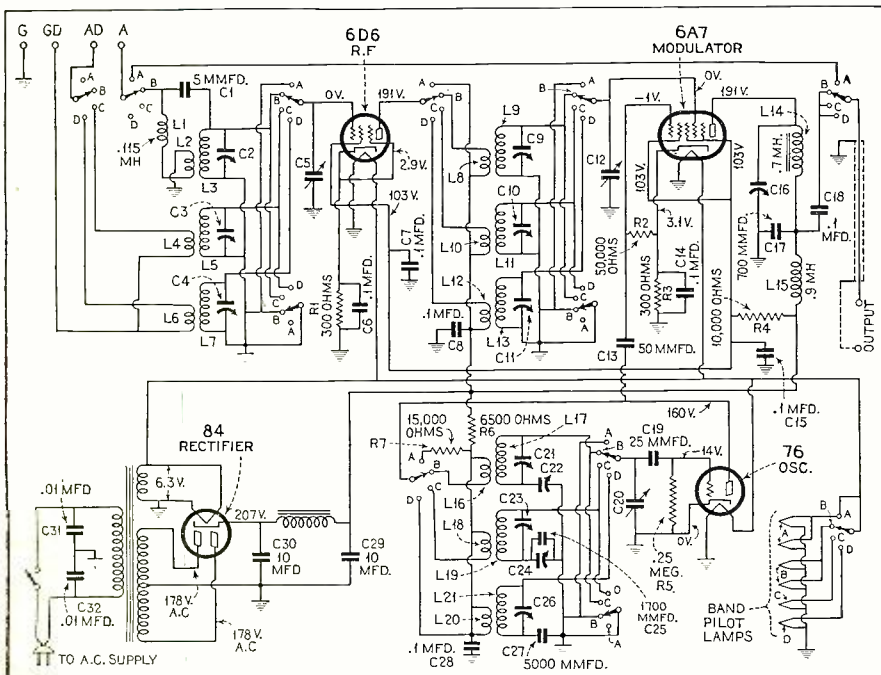 G GD AD A
6D6
R.F
6A7
MODULATOR
5 MMFD.
C1
A
B
C
D
A
B
C
D
L1
.115
MH
L2
L3
C2
C3
L4
L5
C4
L6
L7
A
B
C
D
D
C
B
A
C5
191V.
0V.
2.9V.
103V.
C7
.1 MFD.
R1
300 OHMS
C6
.1 MFD.
A
B
C
D
L8
L9
C9
C10
L10
L11
L12
L13
C11
.1 MFD.
C8
A
B
C
D
D
C
B
A
C12
-1V.
0V.
191V.
103V.
103V
3.1V.
R2
50,000
OHMS
R3
300 OHMS
C14
.1 MFD.
C13
50 MMFD.
10,000 OHMS
R4
.1 MFD.
C15
L14
.7 MH.
C16
700 MMFD.
C17
C18
.1
MFD.
L15
.9 MH
A
B
C
D
OUTPUT
84
RECTIFIER
6.3V.
207V.
.01 MFD
C31
C32
.01 MFD.
178 V.
A.C
178 V.
A.C
C30
10
MFD
C29
10
MFD.
TO A.C. SUPPLY
15,000
OHMS
R7
A
B
C
D
6500 OHMS
R6
L17
C21
C22
L16
C23
L18
L19
C24
L21
L20
C26
C27
5000 MMFD.
.1 MFD.
C28
1700
MMFD.
C25
A
B
C
D
D
C
B
A
C19
25 MMFD.
C20
160V.
-14V.
0V.
.25
MEG.
R5
76
OSC.
BAND
PILOT
LAMPS
A
B
C
D
B
A
C
D